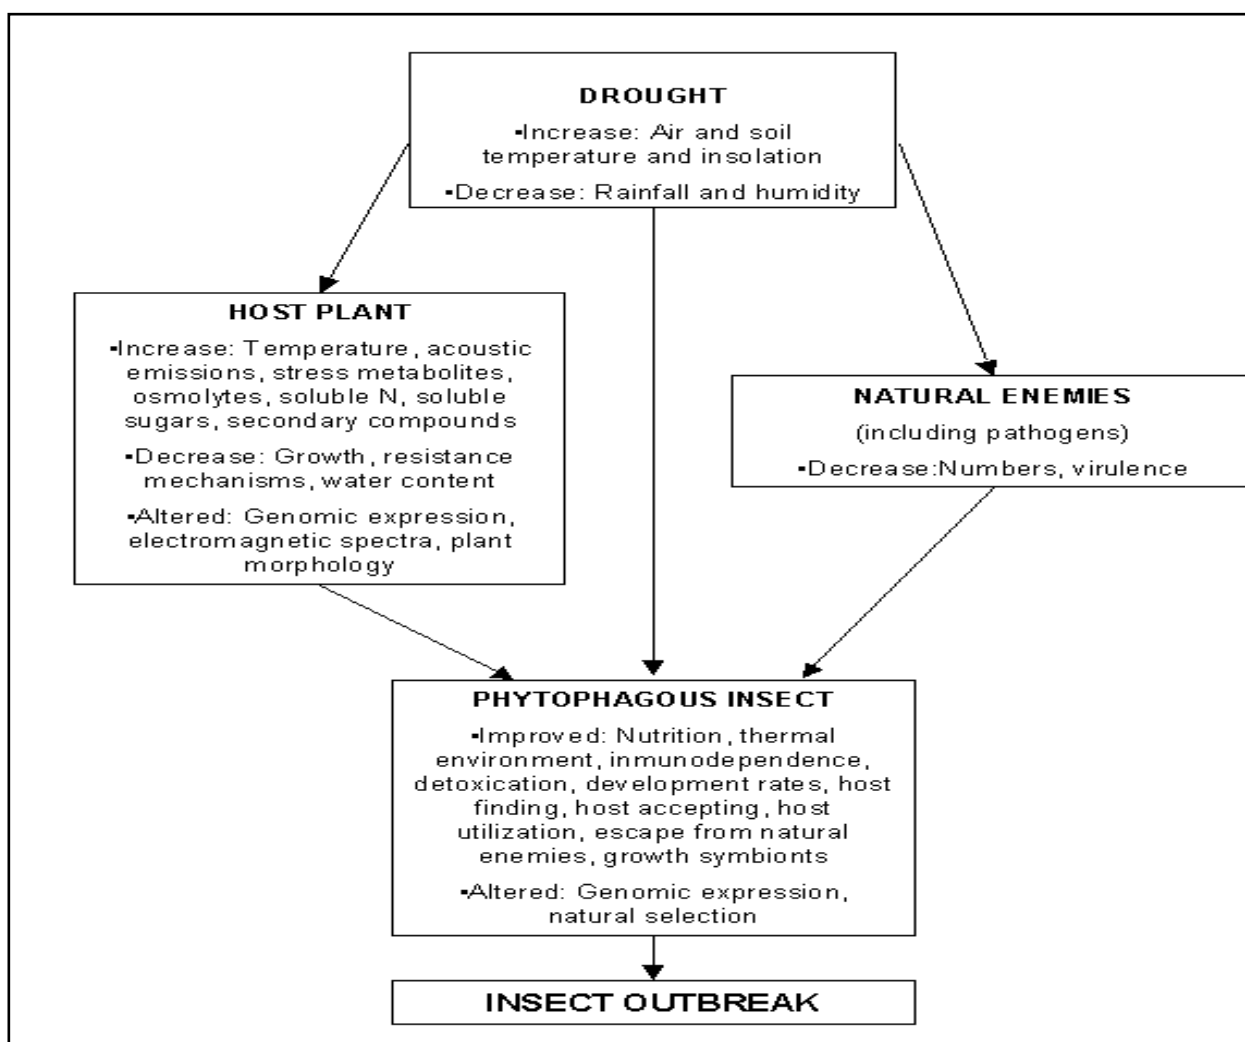 DROUGHT
▪Increase: Air and soil
temperature and insolation
▪Decrease: Rainfall and humidity
HOST PLANT
▪Increase: Temperature, acoustic
emissions, stress metabolites,
osmolytes, soluble N, soluble
sugars, secondary compounds
▪Decrease: Growth, resistance
mechanisms, water content
▪Altered: Genomic expression,
electromagnetic spectra, plant
morphology
NATURAL ENEMIES
(including pathogens)
▪Decrease:Numbers, virulence
PHYTOPHAGOUS INSECT
▪Improved: Nutrition, thermal
environment, inmunodependence,
detoxication, development rates, host
finding, host accepting, host
utilization, escape from natural
enemies, growth symbionts
▪Altered: Genomic expression,
natural selection
INSECT OUTBREAK